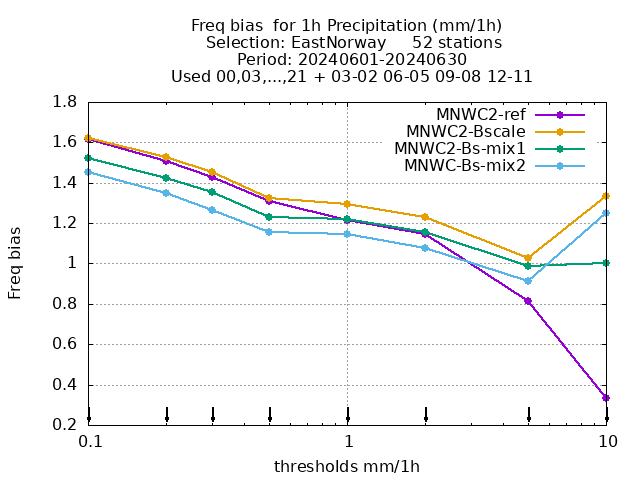 Freq bias  for 1h Precipitation (mm/1h)
Selection: EastNorway     52 stations
Period: 20240601-20240630
Used 00,03,...,21 + 03-02 06-05 09-08 12-11
MNWC2-ref
MNWC2-Bscale
MNWC2-Bs-mix1
MNWC-Bs-mix2
Freq bias
1.8
1.6
1.4
1.2
1
0.8
0.6
0.4
0.2
0.1
1
10
thresholds mm/1h